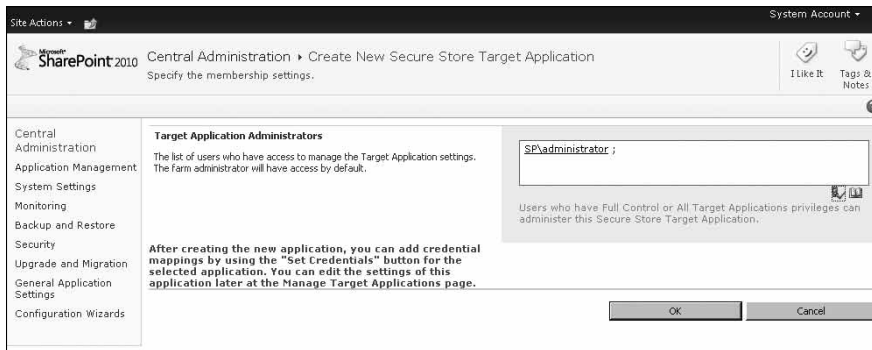 Site Actions
System Account
Microsoft
SharePoint 2010
Central Administration ▸ Create New Secure Store Target Application
Specify the membership settings.
I Like It
Tags &
Notes
Central
Administration
Application Management
System Settings
Monitoring
Backup and Restore
Security
Upgrade and Migration
General Application
Settings
Configuration Wizards
Target Application Administrators
The list of users who have access to manage the Target Application settings.
The farm administrator will have access by default.
SP\administrator ;
Users who have Full Control or All Target Applications privileges can
administer this Secure Store Target Application.
After creating the new application, you can add credential
mappings by using the "Set Credentials" button for the
selected application. You can edit the settings of this
application later at the Manage Target Applications page.
OK
Cancel